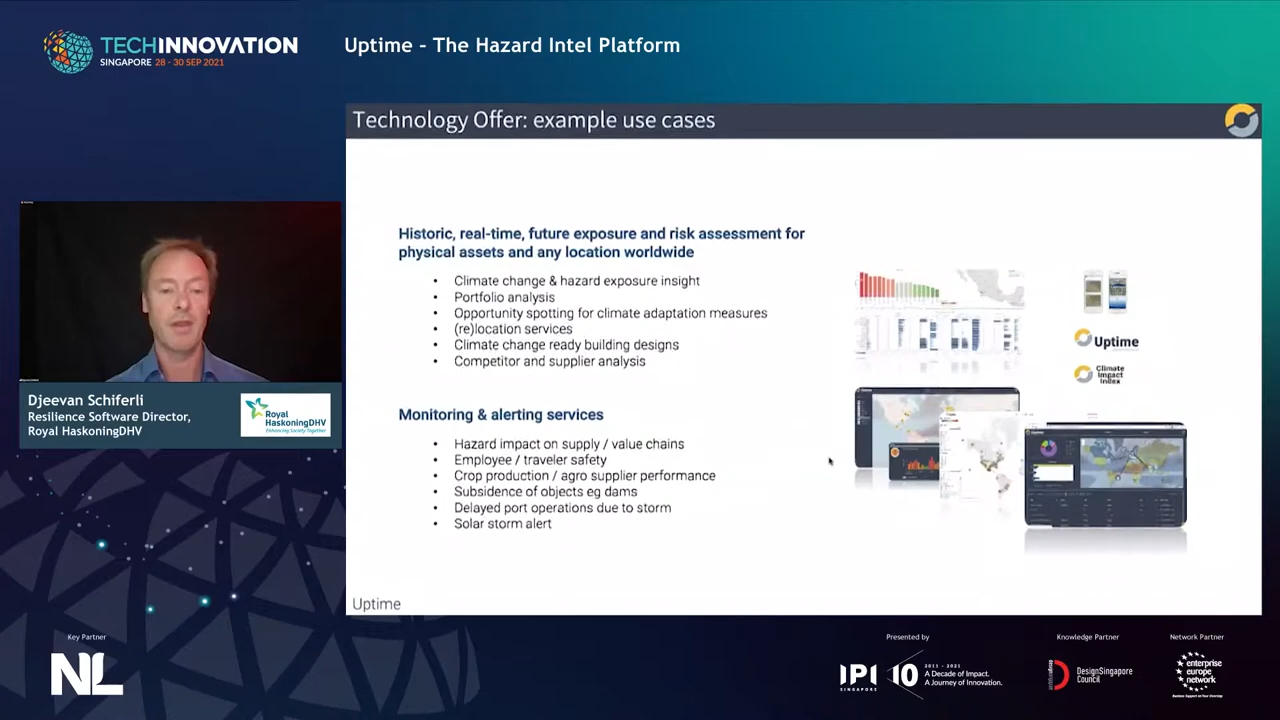 TECHINNOVATION
SINGAPORE 28 - 30 SEP 2021
Uptime - The Hazard Intel Platform
Technology Offer: example use cases
Historic, real-time, future exposure and risk assessment for
physical assets and any location worldwide
• Climate change & hazard exposure insight
• Portfolio analysis
• Opportunity spotting for climate adaptation measures
• (re)location services
• Climate change ready building designs
• Competitor and supplier analysis
Monitoring & alerting services
• Hazard impact on supply / value chains
• Employee / traveler safety
• Crop production / agro supplier performance
• Subsidence of objects eg dams
• Delayed port operations due to storm
• Solar storm alert
Uptime
Climate
Impact
Index
Uptime
Djeevan Schiferli
Resilience Software Director,
Royal HaskoningDHV
Royal
HaskoningDHV
Enhancing Society Together
Key Partner
NL
Presented by
IPI
SINGAPORE
10
2011 - 2021
A Decade of Impact.
A Journey of Innovation.
Knowledge Partner
DesignSingapore
Council
Network Partner
enterprise
europe
network
Business Support on Your Doorstep